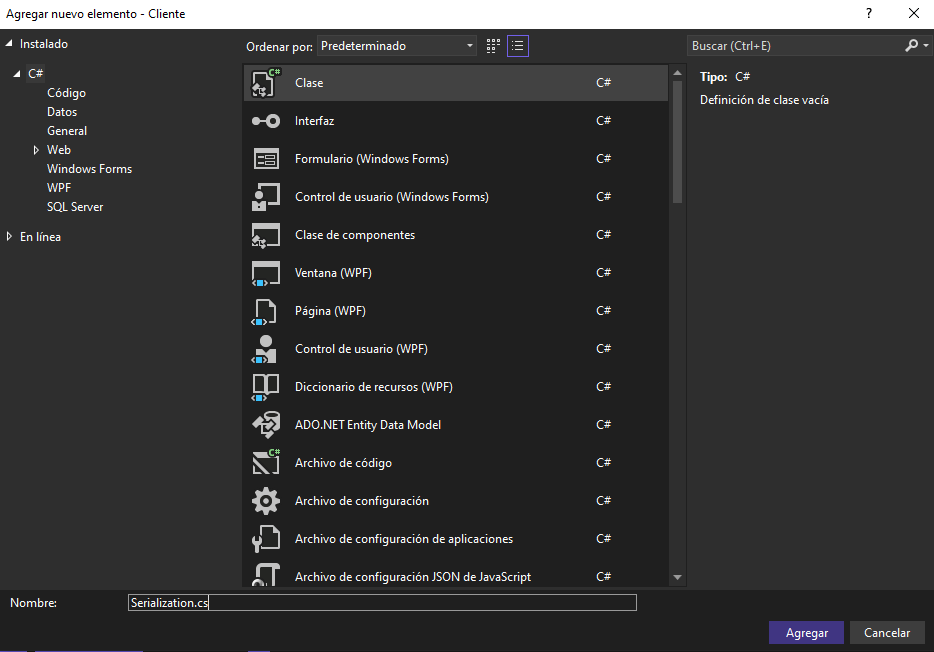 Agregar nuevo elemento - Cliente
?
Instalado
C#
Código
Datos
General
Web
Windows Forms
WPF
SQL Server
En línea
Ordenar por: Predeterminado
Clase C#
Interfaz C#
Formulario (Windows Forms) C#
Control de usuario (Windows Forms) C#
Clase de componentes C#
Ventana (WPF) C#
Página (WPF) C#
Control de usuario (WPF) C#
Diccionario de recursos (WPF) C#
ADO.NET Entity Data Model C#
Archivo de código C#
Archivo de configuración C#
Archivo de configuración de aplicaciones C#
Archivo de configuración JSON de JavaScript C#
Buscar (Ctrl+E)
Tipo: C#
Definición de clase vacía
Nombre: Serialization.cs
Agregar Cancelar